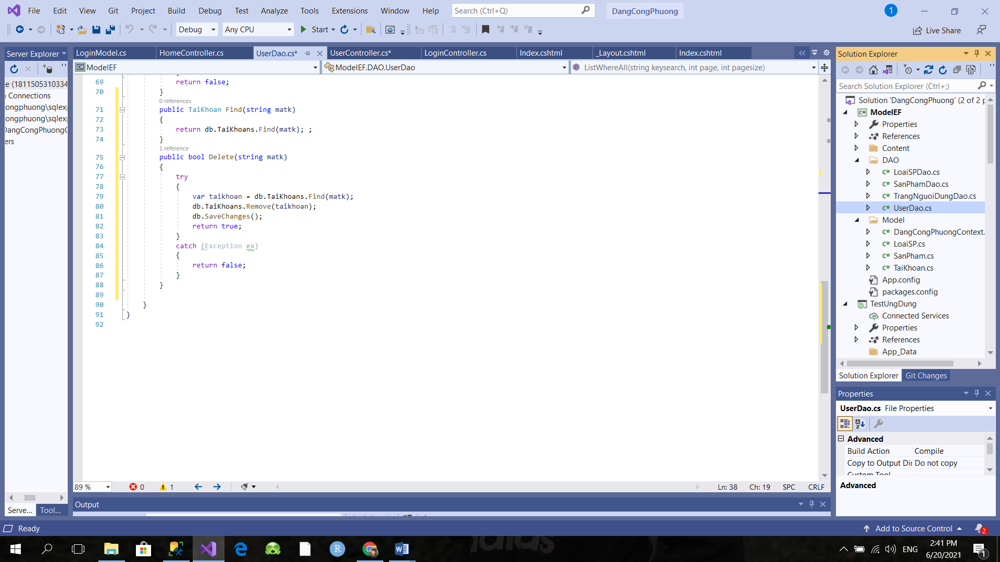 File Edit View Git Project Build Debug Test Analyze Tools Extensions Window Help Search (Ctrl+Q) DangCongPhuong 1
Debug Any CPU Start Live Share
Server Explorer
e (1811505310334
Connections
ongphuong\sqlexp
ongphuong\sqlexp
DangCongPhuongC
ers
Serve... Tool...
LoginModel.cs HomeController.cs UserDao.cs* UserController.cs* LoginController.cs Index.cshtml _Layout.cshtml Index.cshtml
ModelEF ModelEF.DAO.UserDao ListWhereAll(string keysearch, int page, int pagesize)
69 return false;
70 }
0 references
71 public TaiKhoan Find(string matk)
72 {
73 return db.TaiKhoans.Find(matk); ;
74 }
1 reference
75 public bool Delete(string matk)
76 {
77 try
78 {
79 var taikhoan = db.TaiKhoans.Find(matk);
80 db.TaiKhoans.Remove(taikhoan);
81 db.SaveChanges();
82 return true;
83 }
84 catch (Exception ex)
85 {
86 return false;
87 }
88 }
89
90 }
91 }
92
89 % 0 1 Ln: 38 Ch: 19 SPC CRLF
Output
Solution Explorer
Search Solution Explorer (Ctrl+;)
Solution 'DangCongPhuong' (2 of 2 p
ModelEF
Properties
References
Content
DAO
LoaiSPDao.cs
SanPhamDao.cs
TrangNguoiDungDao.cs
UserDao.cs
Model
DangCongPhuongContext.
LoaiSP.cs
SanPham.cs
TaiKhoan.cs
App.config
packages.config
TestUngDung
Connected Services
Properties
References
App_Data
Solution Explorer Git Changes
Properties
UserDao.cs File Properties
Advanced
Build Action Compile
Copy to Output Dir Do not copy
Custom Tool
Advanced
Ready Add to Source Control 2
ENG 2:41 PM
6/20/2021 1